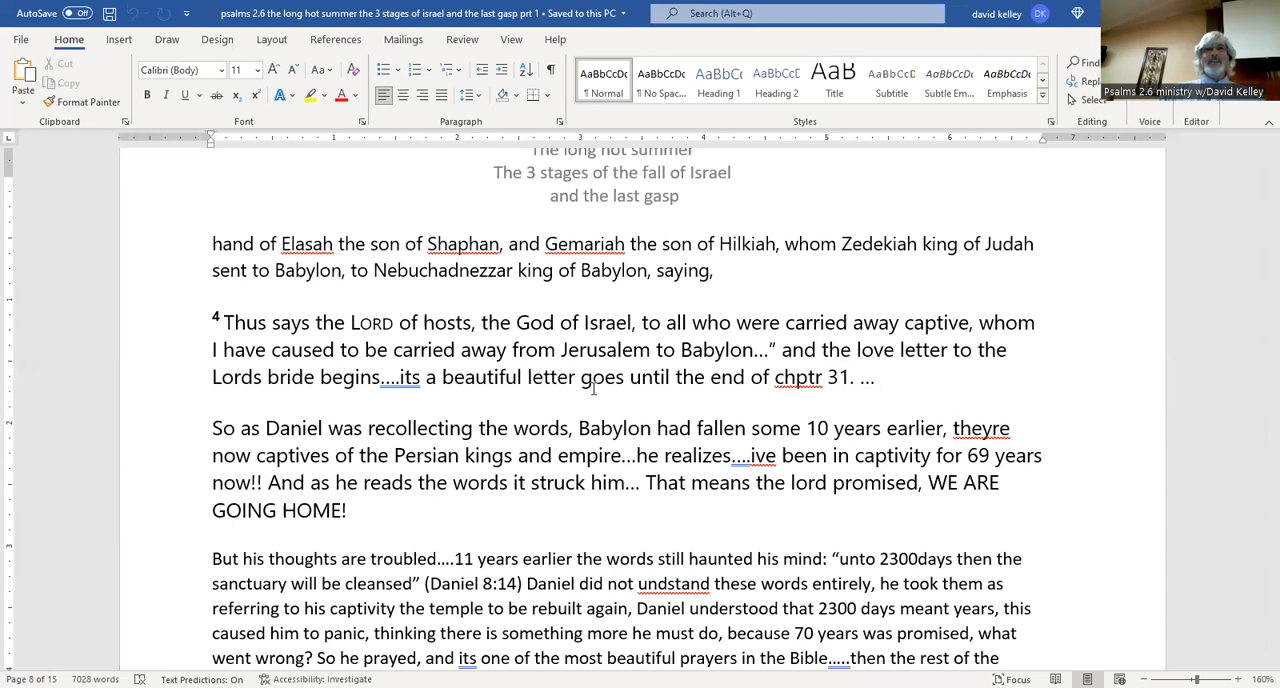 AutoSave Off psalms 2.6 the long hot summer the 3 stages of israel and the last gasp prt 1 • Saved to this PC Search (Alt+Q) david kelley DK
File Home Insert Draw Design Layout References Mailings Review View Help
Paste Cut Copy Format Painter
Calibri (Body) 11
AaBbCcDc AaBbCcDc AaBbCc AaBbCcD AaB AaBbCcD AaBbCcDc AaBbCcDc
¶ Normal ¶ No Spac... Heading 1 Heading 2 Title Subtitle Subtle Em... Emphasis
Find
Repl
Select
Clipboard Font Paragraph Styles Editing Voice Editor
Psalms 2.6 ministry w/David Kelley
1 2 3 4 5 6 7
The long hot summer
The 3 stages of the fall of Israel
and the last gasp
hand of Elasah the son of Shaphan, and Gemariah the son of Hilkiah, whom Zedekiah king of Judah
sent to Babylon, to Nebuchadnezzar king of Babylon, saying,
4 Thus says the LORD of hosts, the God of Israel, to all who were carried away captive, whom
I have caused to be carried away from Jerusalem to Babylon…” and the love letter to the
Lords bride begins….its a beautiful letter goes until the end of chptr 31. …
So as Daniel was recollecting the words, Babylon had fallen some 10 years earlier, theyre
now captives of the Persian kings and empire…he realizes….ive been in captivity for 69 years
now!! And as he reads the words it struck him… That means the lord promised, WE ARE
GOING HOME!
But his thoughts are troubled….11 years earlier the words still haunted his mind: “unto 2300days then the
sanctuary will be cleansed” (Daniel 8:14) Daniel did not undstand these words entirely, he took them as
referring to his captivity the temple to be rebuilt again, Daniel understood that 2300 days meant years, this
caused him to panic, thinking there is something more he must do, because 70 years was promised, what
went wrong? So he prayed, and its one of the most beautiful prayers in the Bible…..then the rest of the
Page 8 of 15 7028 words Text Predictions: On Accessibility: Investigate Focus 160%